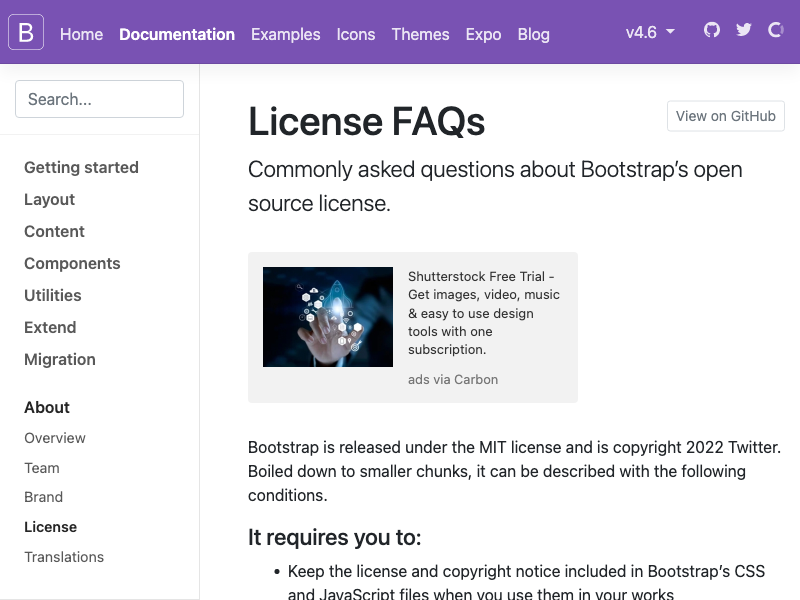 B Home Documentation Examples Icons Themes Expo Blog v4.6
Search...
Getting started
Layout
Content
Components
Utilities
Extend
Migration
About
Overview
Team
Brand
License
Translations
License FAQs
View on GitHub
Commonly asked questions about Bootstrap’s open
source license.
Shutterstock Free Trial -
Get images, video, music
& easy to use design
tools with one
subscription.
ads via Carbon
Bootstrap is released under the MIT license and is copyright 2022 Twitter.
Boiled down to smaller chunks, it can be described with the following
conditions.
It requires you to:
• Keep the license and copyright notice included in Bootstrap’s CSS
and JavaScript files when you use them in your works